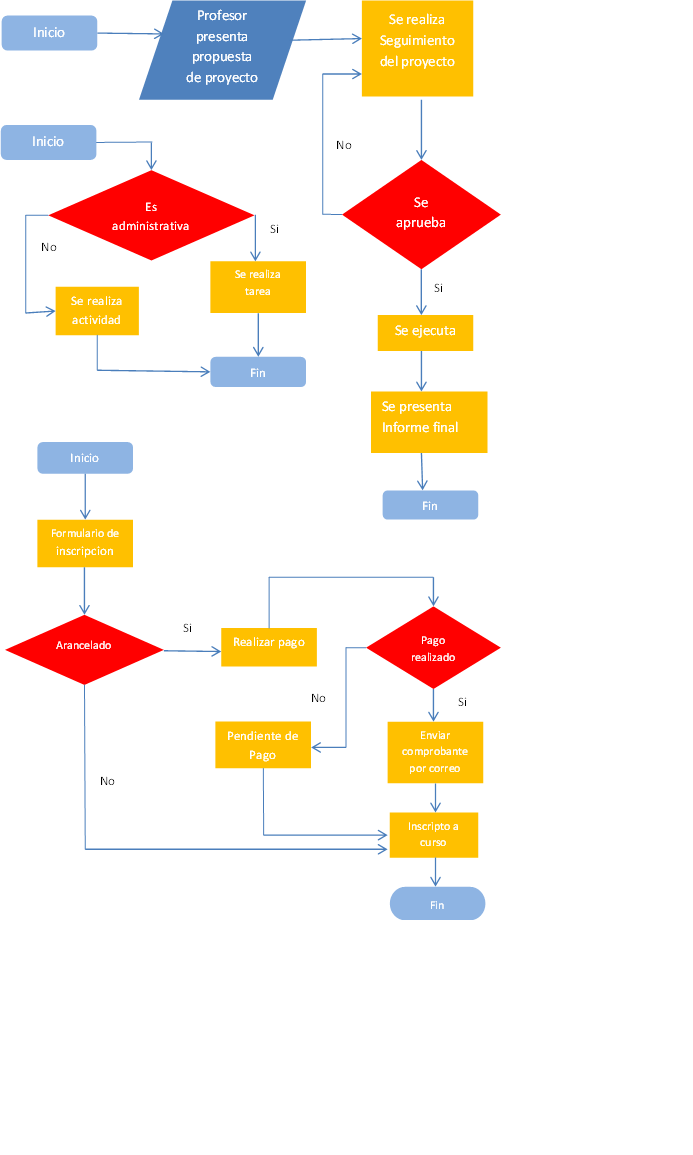 Inicio
Profesor
presenta
propuesta
de proyecto
Se realiza
Seguimiento
del proyecto
No
Se
aprueba
Si
Se ejecuta
Se presenta
Informe final
Fin
Inicio
Es
administrativa
No
Si
Se realiza
actividad
Se realiza
tarea
Fin
Inicio
Formulario de
inscripcion
Arancelado
Si
Realizar pago
Pago
realizado
No
Si
Pendiente de
Pago
Enviar
comprobante
por correo
No
Inscripto a
curso
Fin